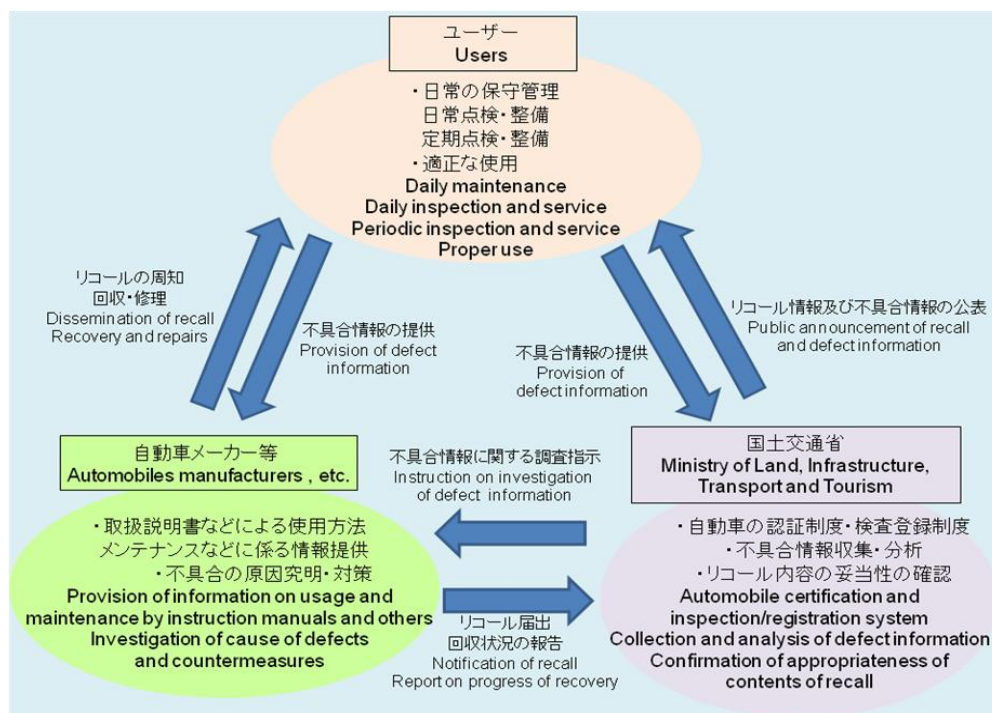 ユーザー
Users
・日常の保守管理
日常点検・整備
定期点検・整備
・適正な使用
Daily maintenance
Daily inspection and service
Periodic inspection and service
Proper use
リコールの周知
回収・修理
Dissemination of recall
Recovery and repairs
不具合情報の提供
Provision of defect
information
不具合情報の提供
Provision of
defect information
リコール情報及び不具合情報の公表
Public announcement of recall
and defect information
自動車メーカー等
Automobiles manufacturers , etc.
・取扱説明書などによる使用方法
メンテナンスなどに係る情報提供
・不具合の原因究明・対策
Provision of information on usage and
maintenance by instruction manuals and others
Investigation of cause of defects
and countermeasures
不具合情報に関する調査指示
Instruction on investigation
of defect information
リコール届出
回収状況の報告
Notification of recall
Report on progress of recovery
国土交通省
Ministry of Land, Infrastructure,
Transport and Tourism
・自動車の認証制度・検査登録制度
・不具合情報収集・分析
・リコール内容の妥当性の確認
Automobile certification and
inspection/registration system
Collection and analysis of defect information
Confirmation of appropriateness of
contents of recall